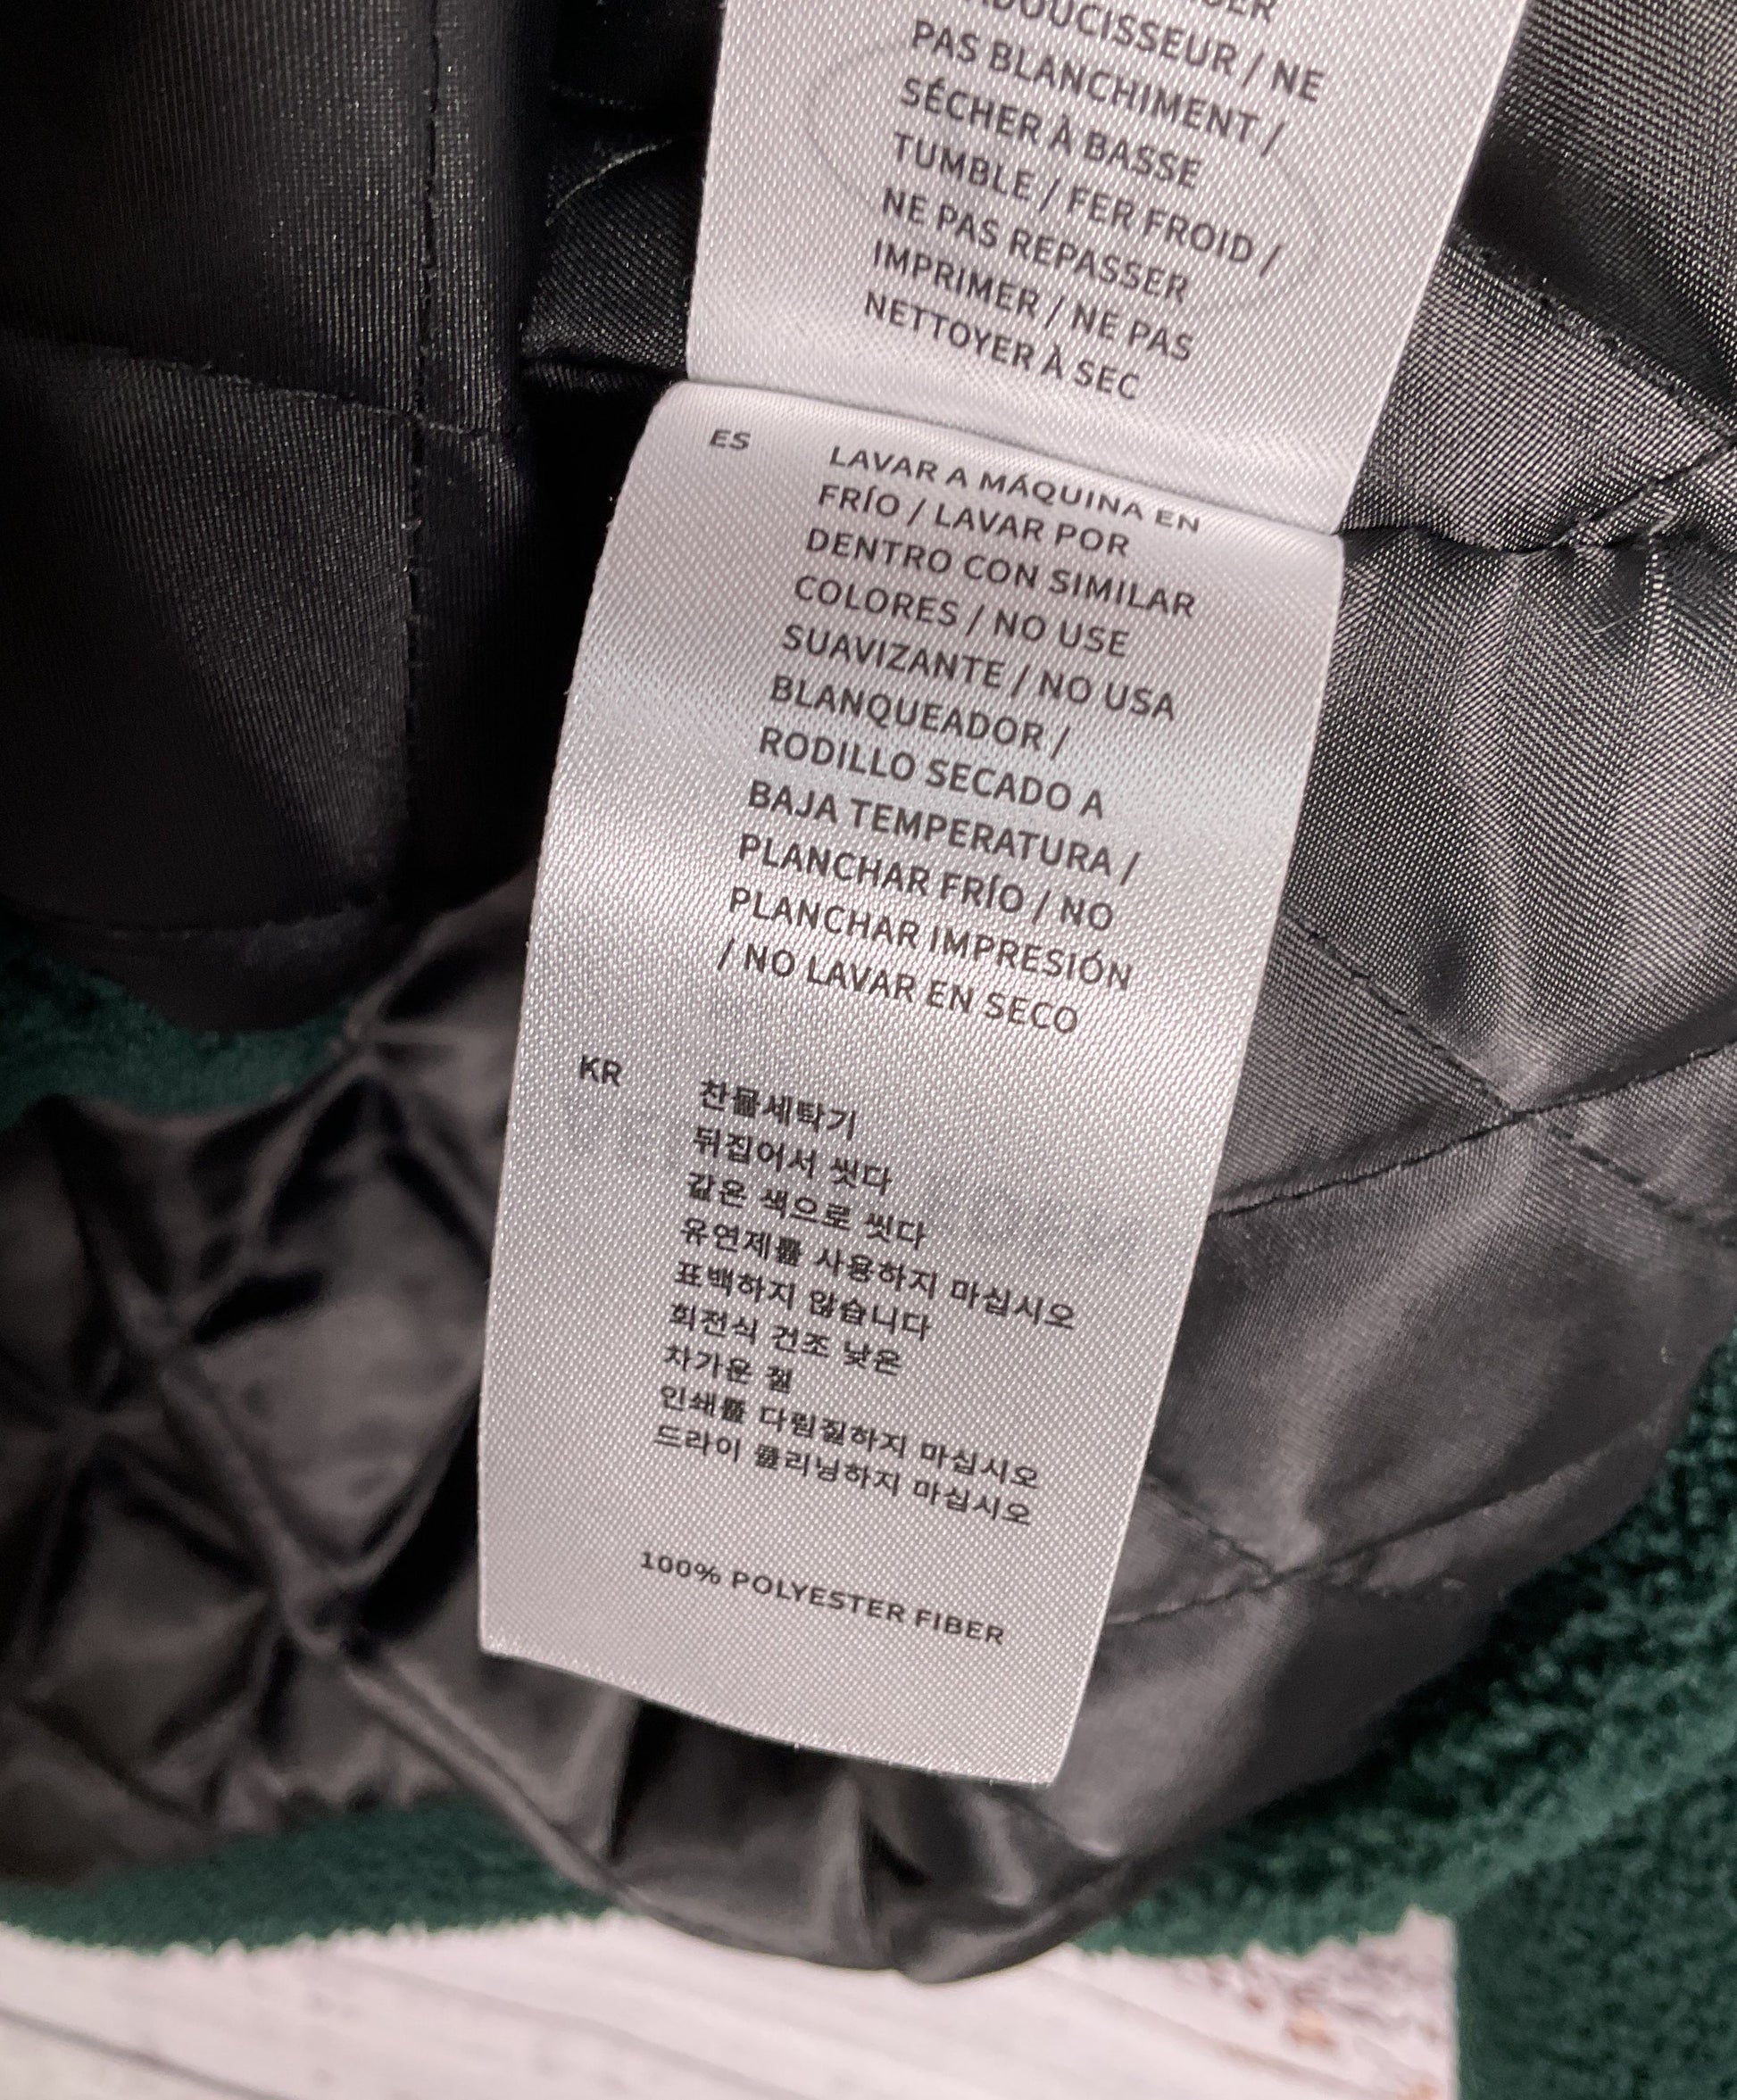 ADOUCISSEUR / NE
PAS BLANCHIMENT /
SÉCHER À BASSE
TUMBLE / FER FROID /
NE PAS REPASSER
IMPRIMER / NE PAS
NETTOYER À SEC
ES
LAVAR A MÁQUINA EN
FRÍO / LAVAR POR
DENTRO CON SIMILAR
COLORES / NO USE
SUAVIZANTE / NO USA
BLANQUEADOR /
RODILLO SECADO A
BAJA TEMPERATURA /
PLANCHAR FRÍO / NO
PLANCHAR IMPRESIÓN
/ NO LAVAR EN SECO
KR
찬물세탁기
뒤집어서 씻다
같은 색으로 씻다
유연제를 사용하지 마십시오
표백하지 않습니다
회전식 건조 낮은
차가운 철
인쇄를 다림질하지 마십시오
드라이 클리닝하지 마십시오
100% POLYESTER FIBER